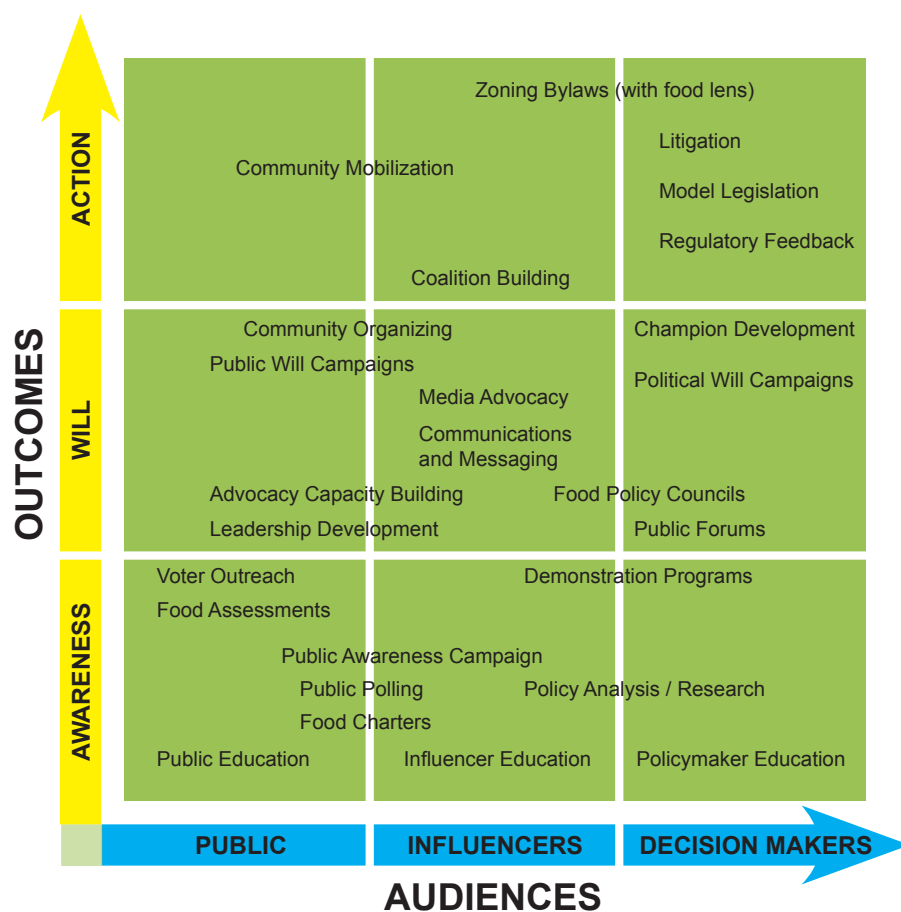 Zoning Bylaws (with food lens)
Litigation
Community Mobilization
Model Legislation
Regulatory Feedback
Coalition Building
ACTION
Community Organizing
Champion Development
Public Will Campaigns
Political Will Campaigns
Media Advocacy
Communications
and Messaging
Advocacy Capacity Building
Food Policy Councils
Leadership Development
Public Forums
WILL
OUTCOMES
Voter Outreach
Demonstration Programs
Food Assessments
Public Awareness Campaign
Public Polling
Policy Analysis / Research
Food Charters
Public Education
Influencer Education
Policymaker Education
AWARENESS
PUBLIC
INFLUENCERS
DECISION MAKERS
AUDIENCES